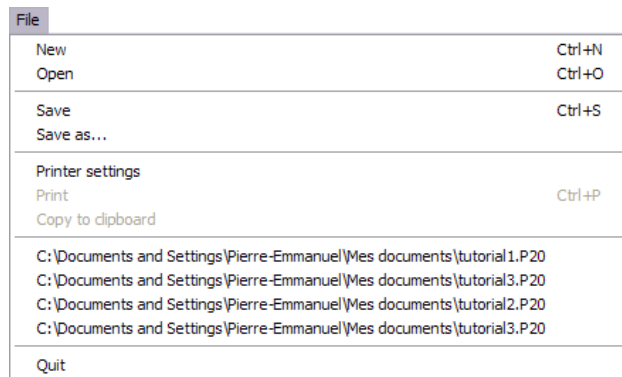 File
New Ctrl+N
Open Ctrl+O
Save Ctrl+S
Save as...
Printer settings
Print Ctrl+P
Copy to clipboard
C:\Documents and Settings\Pierre-Emmanuel\Mes documents\tutorial1.P20
C:\Documents and Settings\Pierre-Emmanuel\Mes documents\tutorial3.P20
C:\Documents and Settings\Pierre-Emmanuel\Mes documents\tutorial2.P20
C:\Documents and Settings\Pierre-Emmanuel\Mes documents\tutorial3.P20
Quit